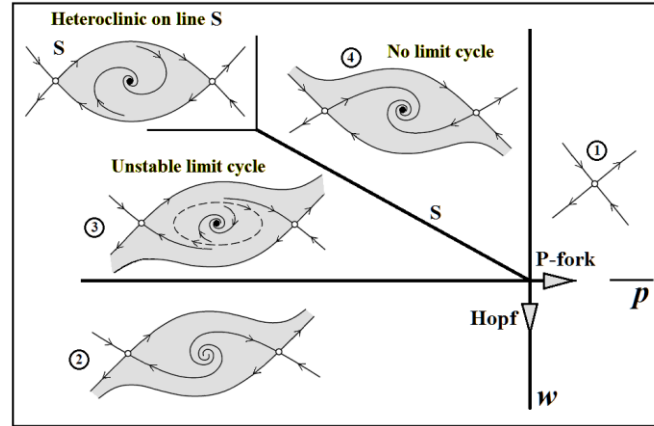 Heteroclinic on line S
S
④
No limit cycle
①
Unstable limit cycle
S
③
P-fork
p
Hopf
②
w